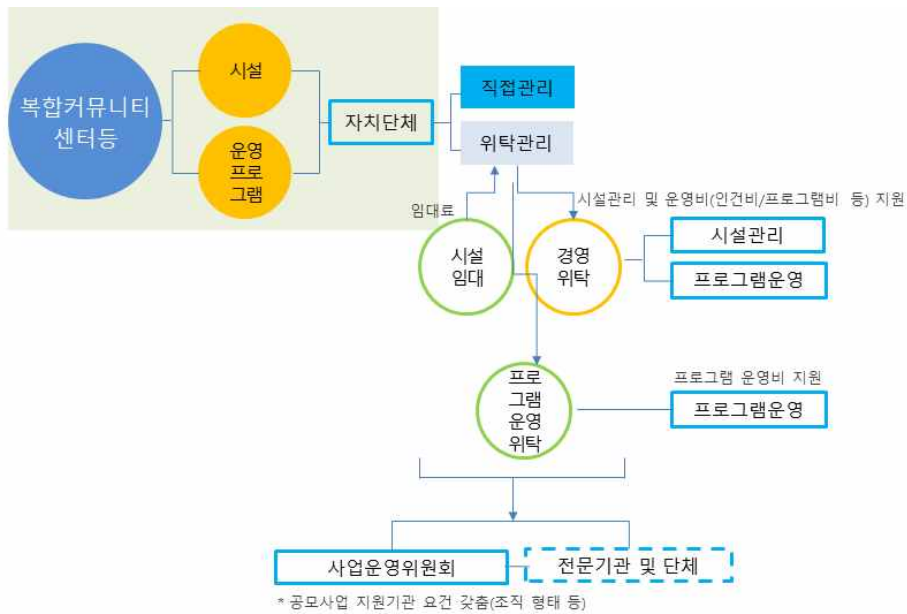 복합커뮤니티
센터등
시설
운영
프로
그램
자치단체
직접관리
위탁관리
임대료
시설관리 및 운영비(인건비/프로그램비 등) 지원
시설
임대
경영
위탁
시설관리
프로그램운영
프로
그램
운영
위탁
프로그램 운영비 지원
프로그램운영
사업운영위원회
전문기관 및 단체
* 공모사업 지원기관 요건 갖춤(조직 형태 등)